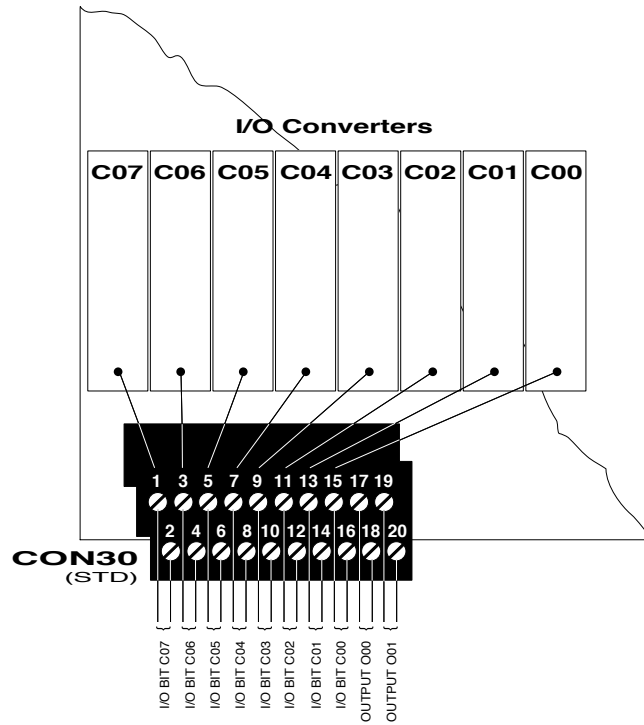 I/O Converters
C07 C06 C05 C04 C03 C02 C01 C00
1 3 5 7 9 11 13 15 17 19
2 4 6 8 10 12 14 16 18 20
CON30
(STD)
I/O BIT C07
I/O BIT C06
I/O BIT C05
I/O BIT C04
I/O BIT C03
I/O BIT C02
I/O BIT C01
I/O BIT C00
OUTPUT O00
OUTPUT O01